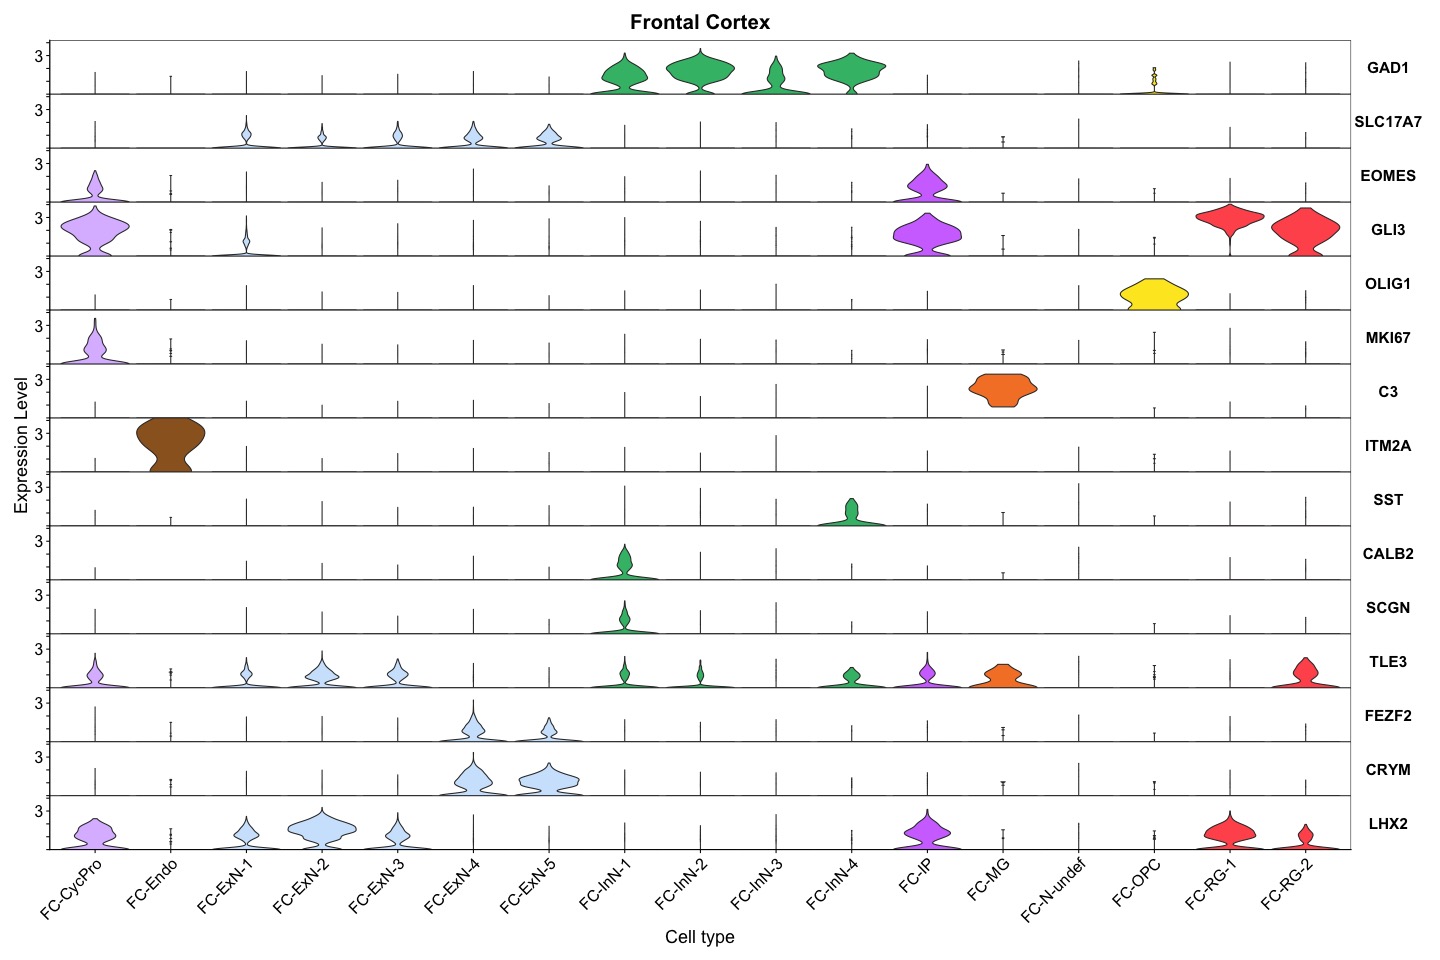 Frontal Cortex
3 GAD1
3 SLC17A7
3 EOMES
3 GLI3
3 OLIG1
3 MKI67
3 C3
3 ITM2A
3 SST
3 CALB2
3 SCGN
3 TLE3
3 FEZF2
3 CRYM
3 LHX2
Expression Level
FC-CycPro FC-Endo FC-ExN-1 FC-ExN-2 FC-ExN-3 FC-ExN-4 FC-ExN-5 FC-InN-1 FC-InN-2 FC-InN-3 FC-InN-4 FC-IP FC-MG FC-N-undef FC-OPC FC-RG-1 FC-RG-2
Cell type